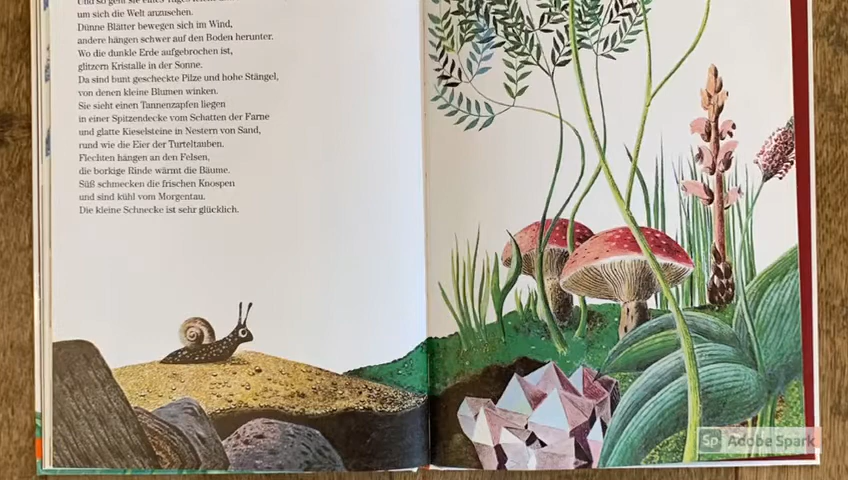 um sich die Welt anzusehen.
Dünne Blätter bewegen sich im Wind,
andere hängen schwer auf den Boden herunter.
Wo die dunkle Erde aufgebrochen ist,
glitzern Kristalle in der Sonne.
Da sind bunt gescheckte Pilze und hohe Stängel,
von denen kleine Blumen winken.
Sie sieht einen Tannenzapfen liegen
in einer Spitzendecke vom Schatten der Farne
und glatte Kieselsteine in Nestern von Sand,
rund wie die Eier der Turteltauben.
Flechten hängen an den Felsen,
die borkige Rinde wärmt die Bäume.
Süß schmecken die frischen Knospen
und sind kühl vom Morgentau.
Die kleine Schnecke ist sehr glücklich.
Sp Adobe Spark